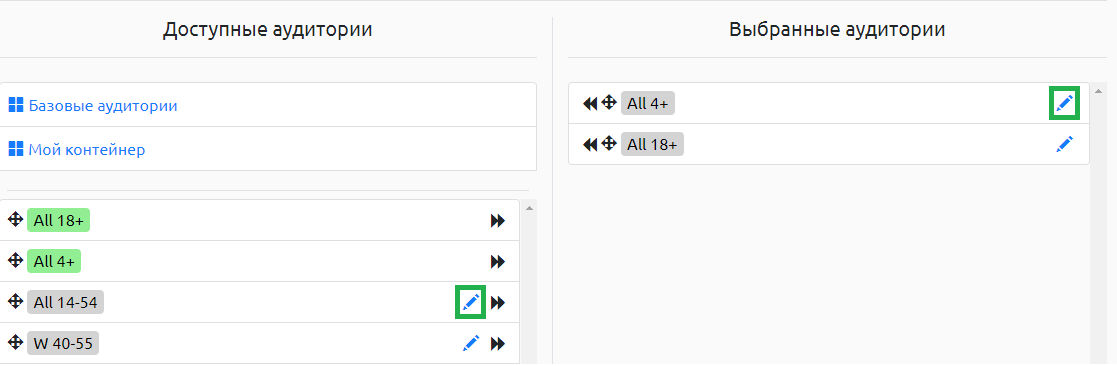 Доступные аудитории
Базовые аудитории
Мой контейнер
All 18+
All 4+
All 14-54
W 40-55
Выбранные аудитории
All 4+
All 18+